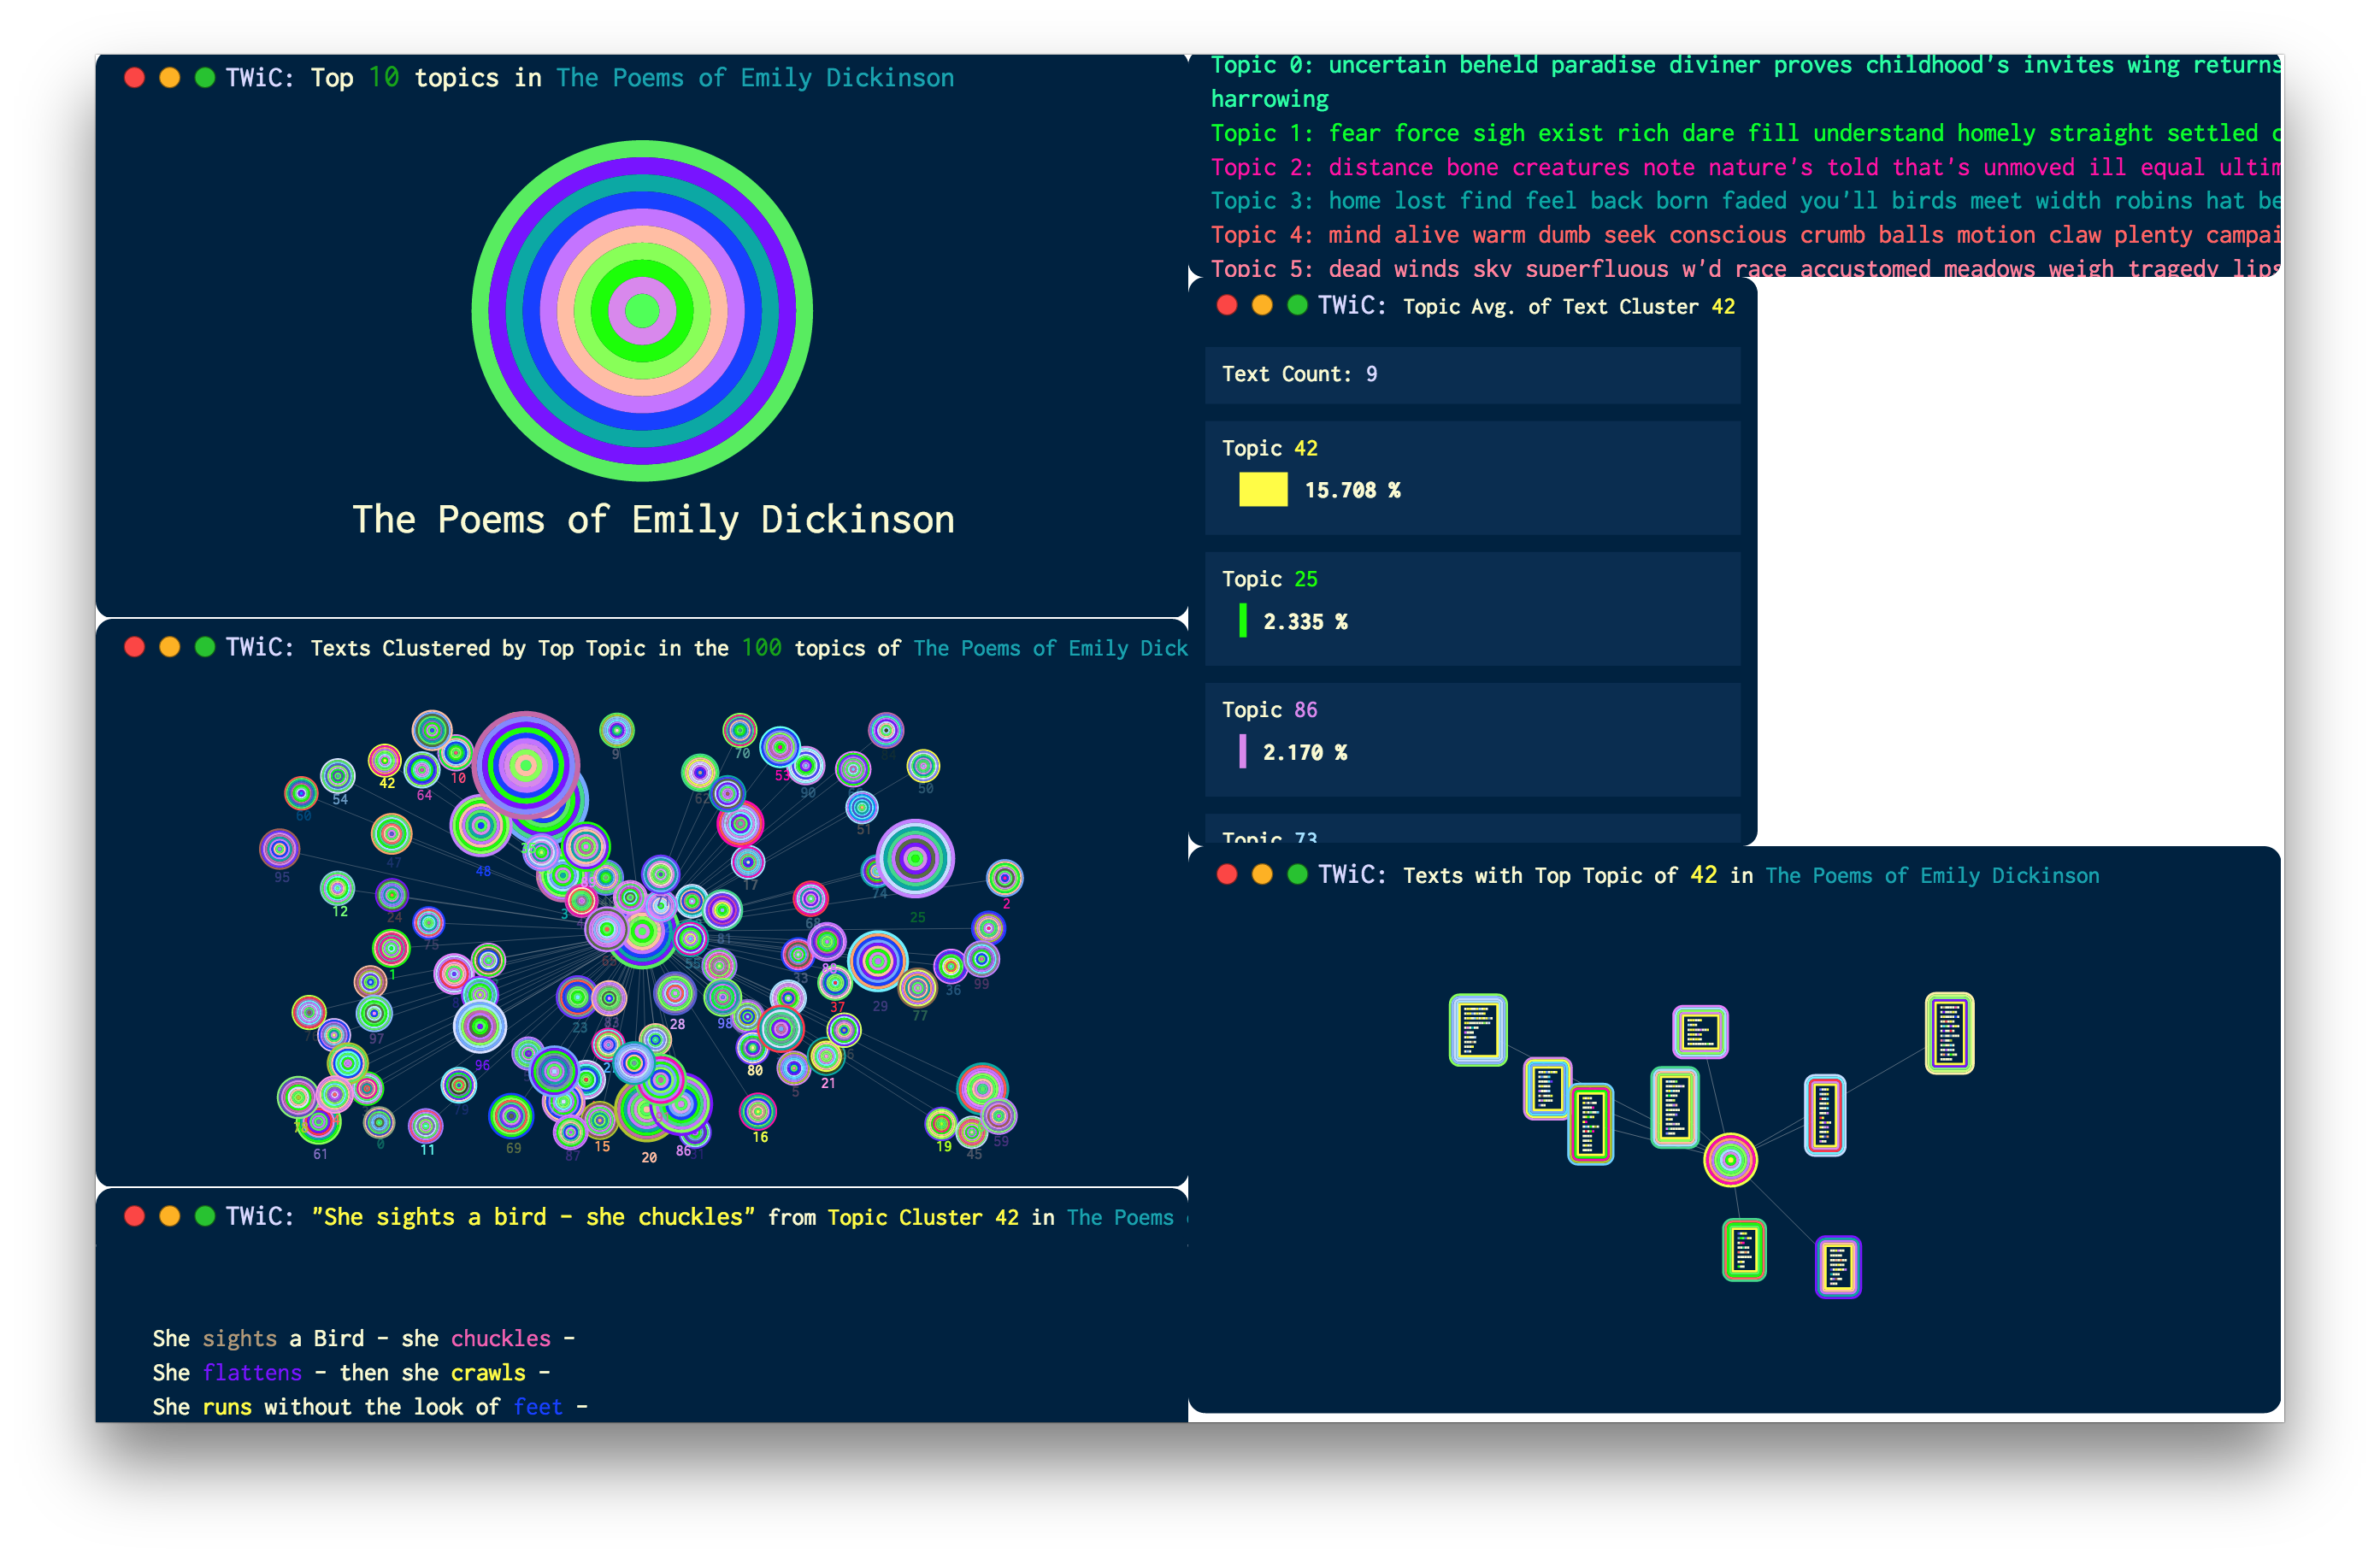 TWiC: Top 10 topics in The Poems of Emily Dickinson
The Poems of Emily Dickinson
TWiC: Texts Clustered by Top Topic in the 100 topics of The Poems of Emily Dick
9
70
53
90
50
62
51
10
42
64
54
60
47
95
48
12
24
75
1
17
74
25
2
68
81
55
33
37
29
77
36
99
97
96
23
83
28
98
80
5
21
79
0
11
61
69
87
15
20
86
16
19
45
59
TWiC: "She sights a bird – she chuckles" from Topic Cluster 42 in The Poems
She sights a Bird – she chuckles –
She flattens – then she crawls –
She runs without the look of feet –
Topic 0: uncertain beheld paradise diviner proves childhood's invites wing returns
harrowing
Topic 1: fear force sigh exist rich dare fill understand homely straight settled
Topic 2: distance bone creatures note nature's told that's unmoved ill equal ultim
Topic 3: home lost find feel back born faded you'll birds meet width robins hat be
Topic 4: mind alive warm dumb seek conscious crumb balls motion claw plenty campai
Topic 5: dead winds sky superfluous w'd race accustomed meadows weigh tragedy lips
TWiC: Topic Avg. of Text Cluster 42
Text Count: 9
Topic 42
15.708 %
Topic 25
2.335 %
Topic 86
2.170 %
Topic 73
TWiC: Texts with Top Topic of 42 in The Poems of Emily Dickinson